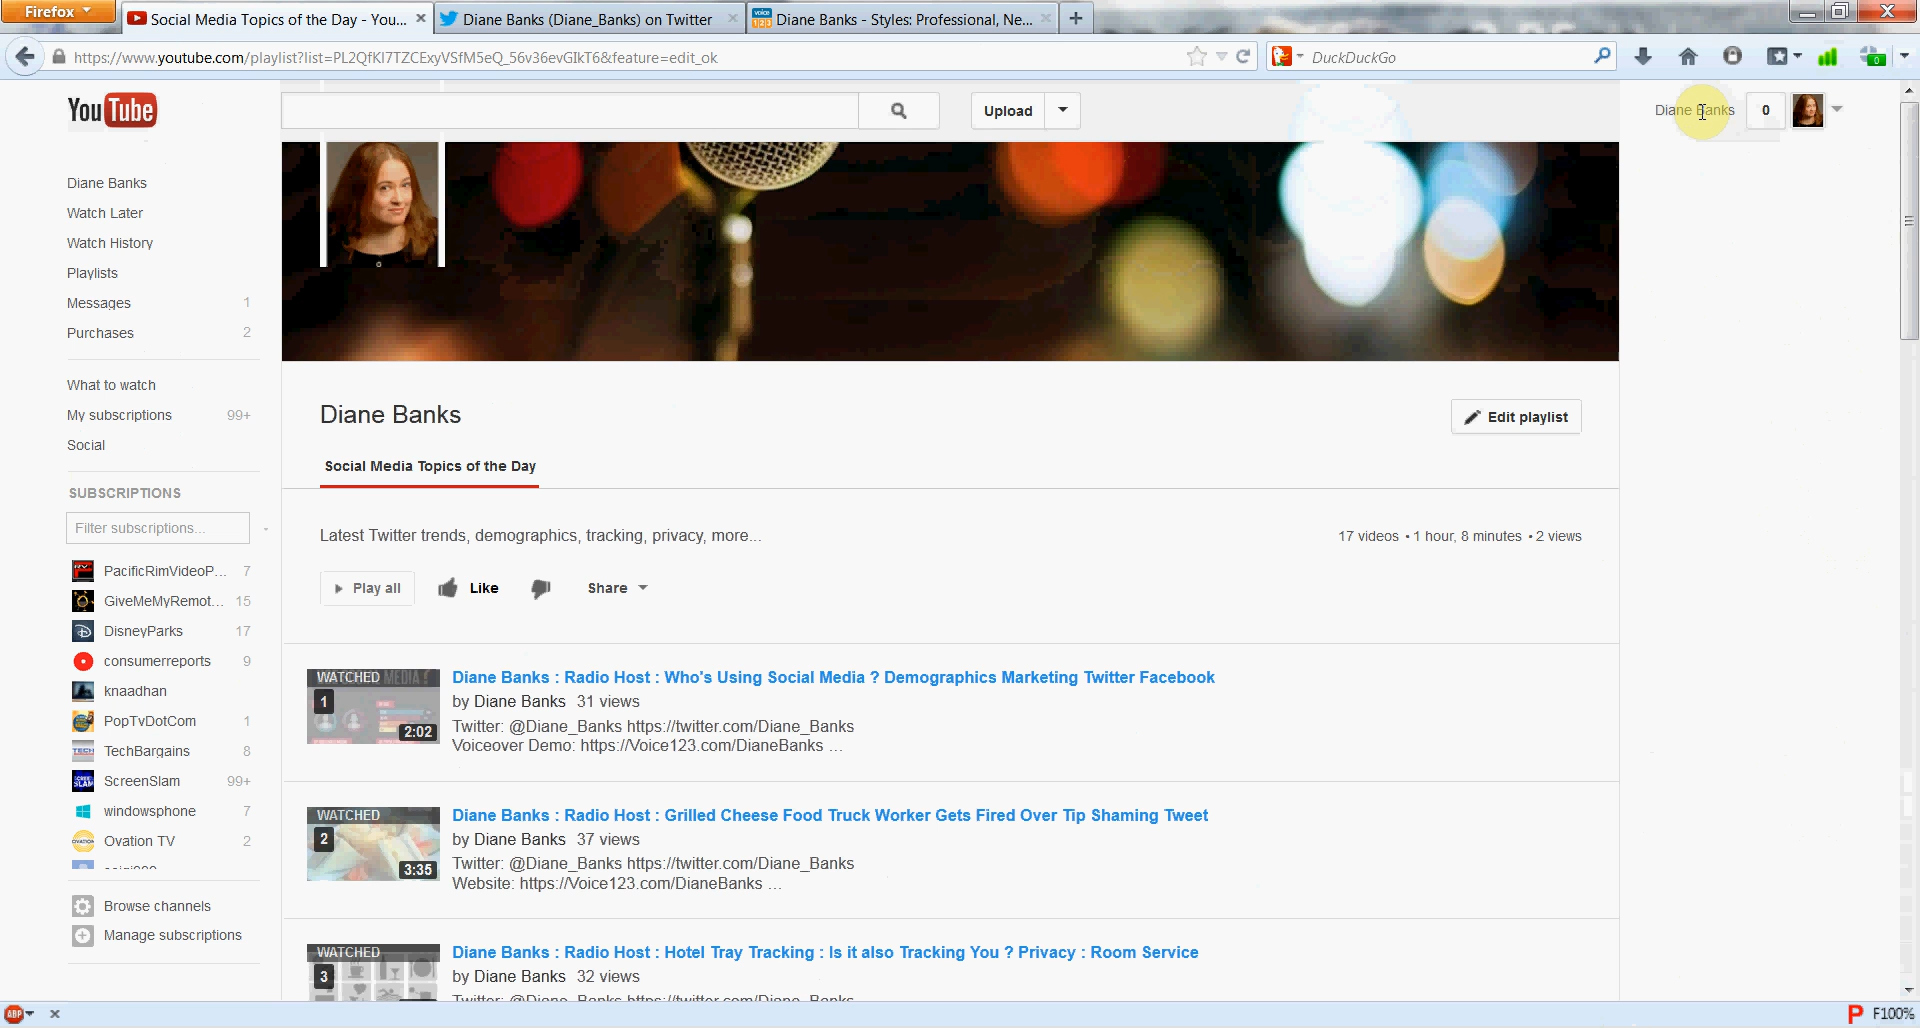 Firefox
Social Media Topics of the Day - You...
Diane Banks (Diane_Banks) on Twitter
Diane Banks - Styles: Professional, Ne...
https://www.youtube.com/playlist?list=PL2QfKl7TZCExyVSfM5eQ_56v36evGIkT6&feature=edit_ok
DuckDuckGo
0
YouTube
Upload
Diane Banks
0
Diane Banks
Watch Later
Watch History
Playlists
Messages 1
Purchases 2
What to watch
My subscriptions 99+
Social
SUBSCRIPTIONS
Filter subscriptions...
PacificRimVideoP... 7
GiveMeMyRemot... 15
DisneyParks 17
consumerreports 9
knaadhan
PopTvDotCom 1
TechBargains 8
ScreenSlam 99+
windowsphone 7
Ovation TV 2
Browse channels
Manage subscriptions
Diane Banks
Edit playlist
Social Media Topics of the Day
Latest Twitter trends, demographics, tracking, privacy, more...
17 videos • 1 hour, 8 minutes • 2 views
Play all
Like
Share
WATCHED
1
2:02
Diane Banks : Radio Host : Who's Using Social Media ? Demographics Marketing Twitter Facebook
by Diane Banks 31 views
Twitter: @Diane_Banks https://twitter.com/Diane_Banks
Voiceover Demo: https://Voice123.com/DianeBanks ...
WATCHED
2
3:35
Diane Banks : Radio Host : Grilled Cheese Food Truck Worker Gets Fired Over Tip Shaming Tweet
by Diane Banks 37 views
Twitter: @Diane_Banks https://twitter.com/Diane_Banks
Website: https://Voice123.com/DianeBanks ...
WATCHED
3
Diane Banks : Radio Host : Hotel Tray Tracking : Is it also Tracking You ? Privacy : Room Service
by Diane Banks 32 views
Twitter: @Diane_Banks https://twitter.com/Diane_Banks
ABP
F100%